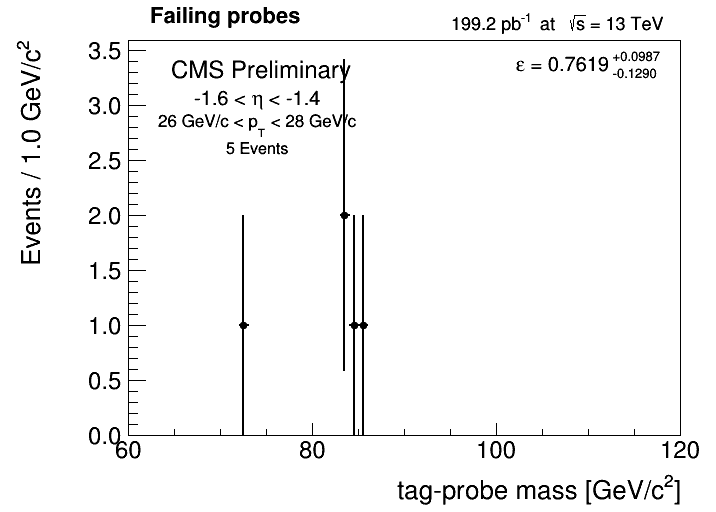 Failing probes
199.2 pb⁻¹ at √s = 13 TeV
CMS Preliminary
ε = 0.7619 +0.0987 -0.1290
-1.6 < η < -1.4
26 GeV/c < p_T < 28 GeV/c
5 Events
Events / 1.0 GeV/c²
3.5
3.0
2.5
2.0
1.5
1.0
0.5
0.0
60 80 100 120
tag-probe mass [GeV/c²]